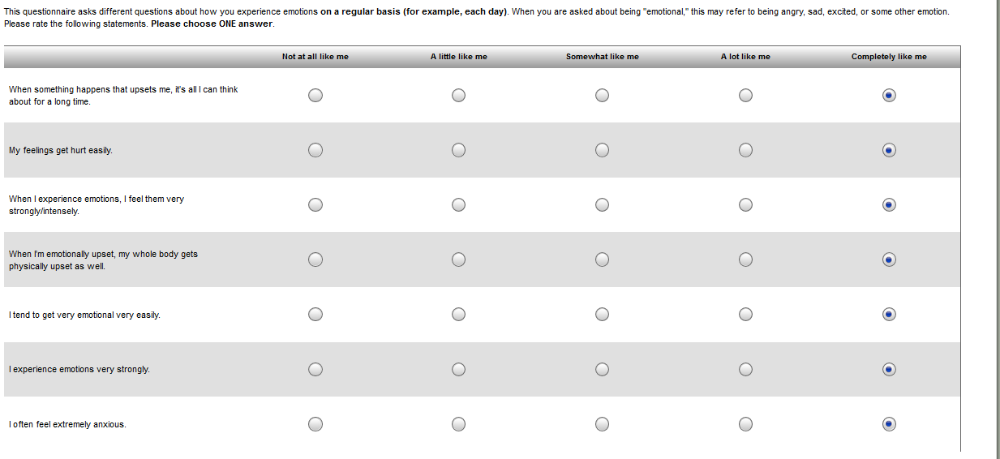 This questionnaire asks different questions about how you experience emotions on a regular basis (for example, each day). When you are asked about being "emotional," this may refer to being angry, sad, excited, or some other emotion.
Please rate the following statements. Please choose ONE answer.
Not at all like me A little like me Somewhat like me A lot like me Completely like me
When something happens that upsets me, it's all I can think
about for a long time.
My feelings get hurt easily.
When I experience emotions, I feel them very
strongly/intensely.
When I'm emotionally upset, my whole body gets
physically upset as well.
I tend to get very emotional very easily.
I experience emotions very strongly.
I often feel extremely anxious.